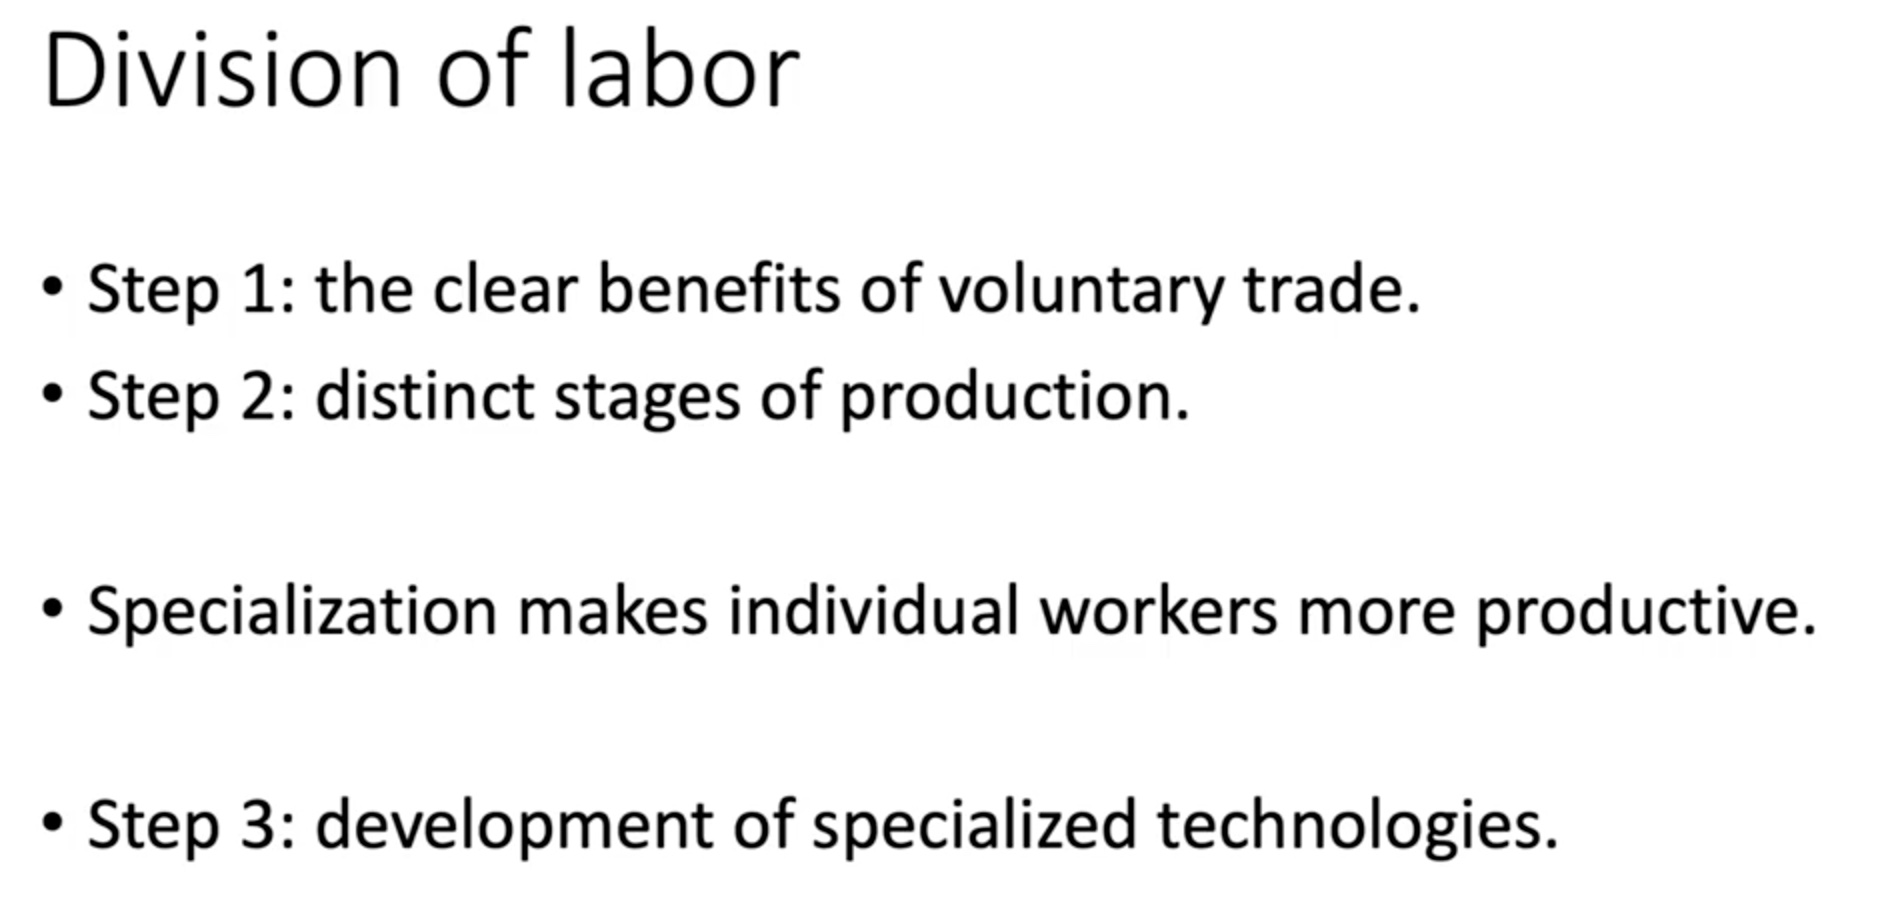 Division of labor
• Step 1: the clear benefits of voluntary trade.
• Step 2: distinct stages of production.
• Specialization makes individual workers more productive.
• Step 3: development of specialized technologies.